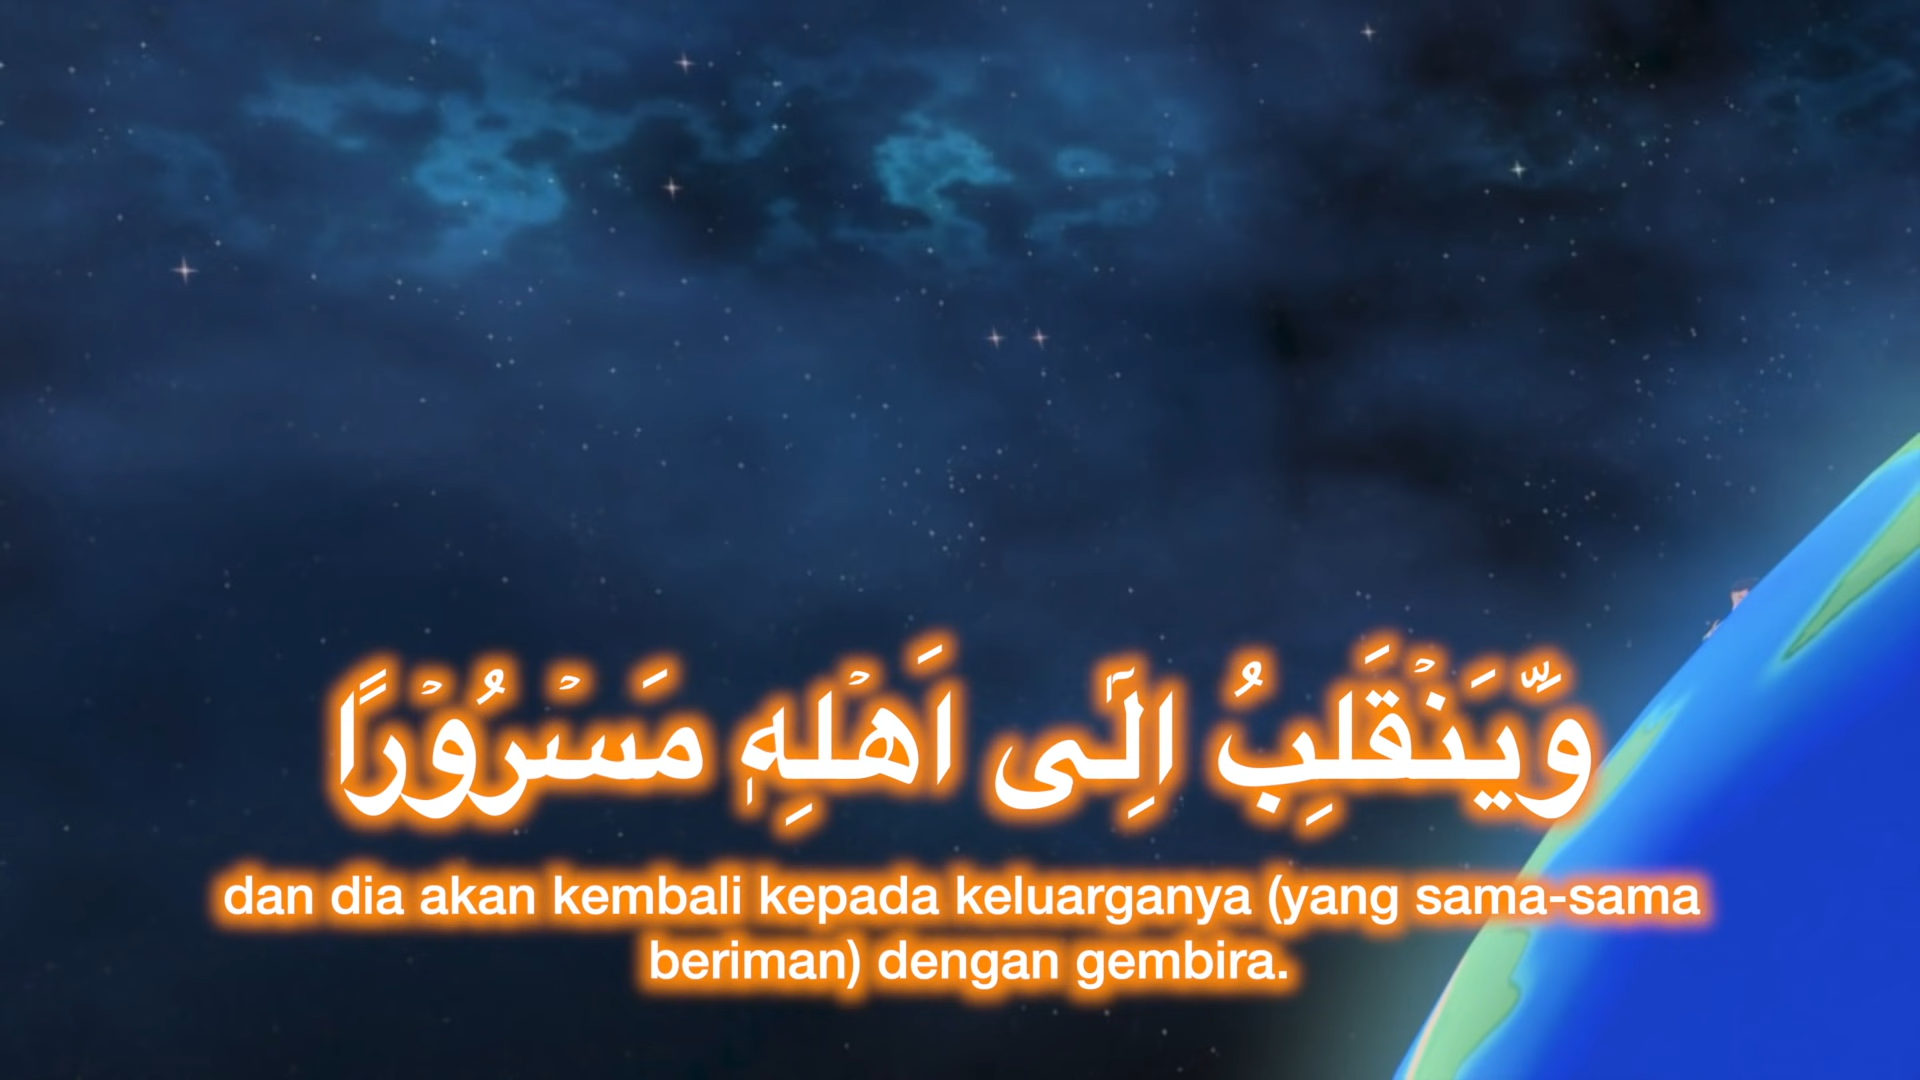 وَّيَنْقَلِبُ اِلٰٓى اَهْلِهٖ مَسْرُوْرًا
dan dia akan kembali kepada keluarganya (yang sama-sama
beriman) dengan gembira.